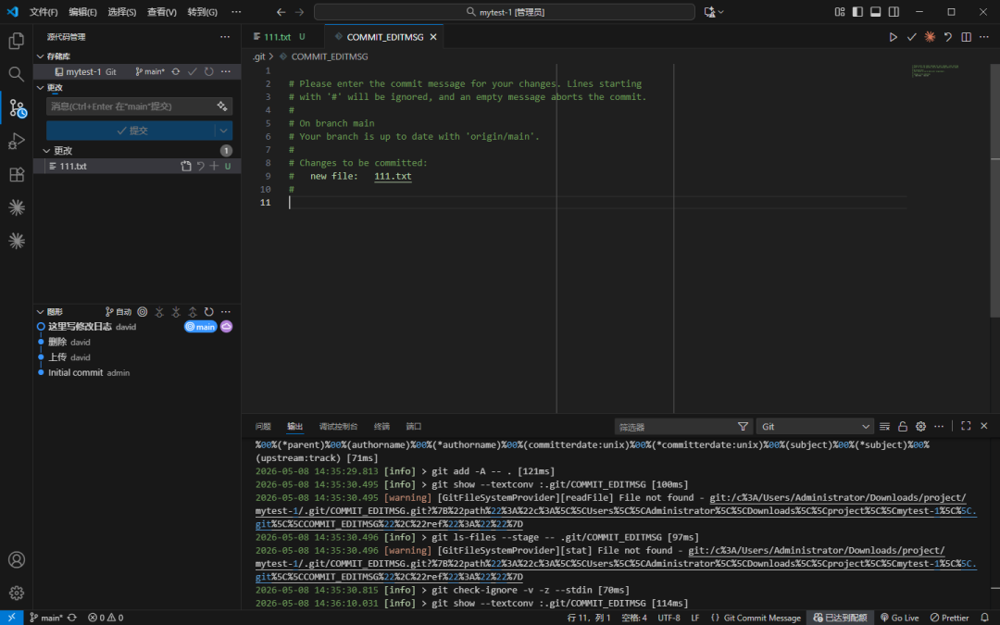 文件(F) 编辑(E) 选择(S) 查看(V) 转到(G) ··· mytest-1 [管理员]
源代码管理 ···
存储库
mytest-1 Git main* ···
更改
消息(Ctrl+Enter 在"main"提交)
提交
更改 1
111.txt U
图形 自动 ···
这里写修改日志 david main
删除 david
上传 david
Initial commit admin
111.txt U COMMIT_EDITMSG
.git > COMMIT_EDITMSG
1
2 # Please enter the commit message for your changes. Lines starting
3 # with '#' will be ignored, and an empty message aborts the commit.
4 #
5 # On branch main
6 # Your branch is up to date with 'origin/main'.
7 #
8 # Changes to be committed:
9 #   new file:   111.txt
10 #
11
问题 输出 调试控制台 终端 端口 筛选器 Git ···
%00%(*parent)%00%(authorname)%00%(*authorname)%00%(committerdate:unix)%00%(*committerdate:unix)%00%(subject)%00%(*subject)%00%
(upstream:track) [71ms]
2026-05-08 14:35:29.813 [info] > git add -A -- . [121ms]
2026-05-08 14:35:30.495 [info] > git show --textconv :.git/COMMIT_EDITMSG [100ms]
2026-05-08 14:35:30.495 [warning] [GitFileSystemProvider][readFile] File not found - git:/c%3A/Users/Administrator/Downloads/project/
mytest-1/.git/COMMIT_EDITMSG.git?%7B%22path%22%3A%22c%3A%5C%5CUsers%5C%5CAdministrator%5C%5CDownloads%5C%5Cproject%5C%5Cmytest-1%5C%5C.
git%5C%5CCOMMIT_EDITMSG%22%2C%22ref%22%3A%22%22%7D
2026-05-08 14:35:30.496 [info] > git ls-files --stage -- .git/COMMIT_EDITMSG [97ms]
2026-05-08 14:35:30.496 [warning] [GitFileSystemProvider][stat] File not found - git:/c%3A/Users/Administrator/Downloads/project/
mytest-1/.git/COMMIT_EDITMSG.git?%7B%22path%22%3A%22c%3A%5C%5CUsers%5C%5CAdministrator%5C%5CDownloads%5C%5Cproject%5C%5Cmytest-1%5C%5C.
git%5C%5CCOMMIT_EDITMSG%22%2C%22ref%22%3A%22%22%7D
2026-05-08 14:35:30.815 [info] > git check-ignore -v -z --stdin [70ms]
2026-05-08 14:36:10.031 [info] > git show --textconv :.git/COMMIT_EDITMSG [114ms]
main* 0 0 行 11，列 1 空格: 4 UTF-8 LF {} Git Commit Message 已达到配额 Go Live Prettier